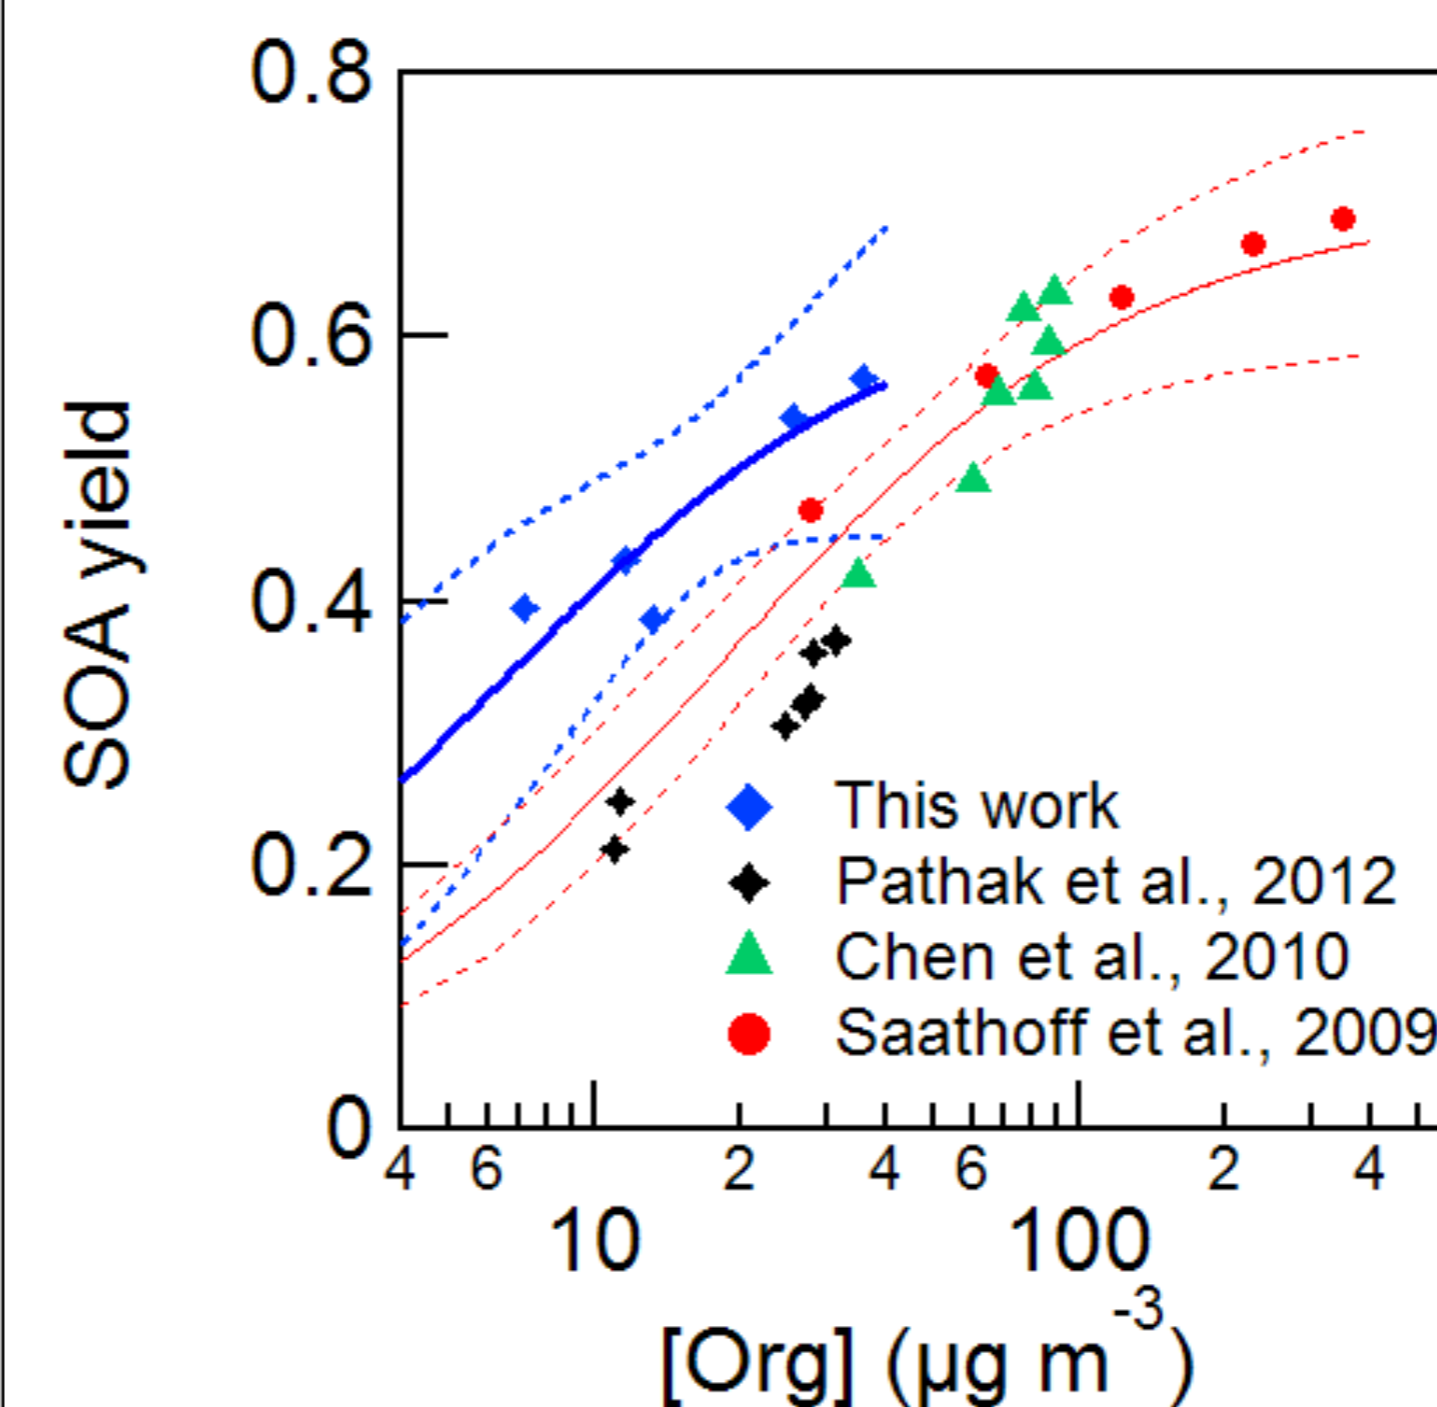 0.8
0.6
0.4
0.2
0
SOA yield
This work
Pathak et al., 2012
Chen et al., 2010
Saathoff et al., 2009
4 6 2 4 6 2 4
10 100
[Org] (µg m-3)